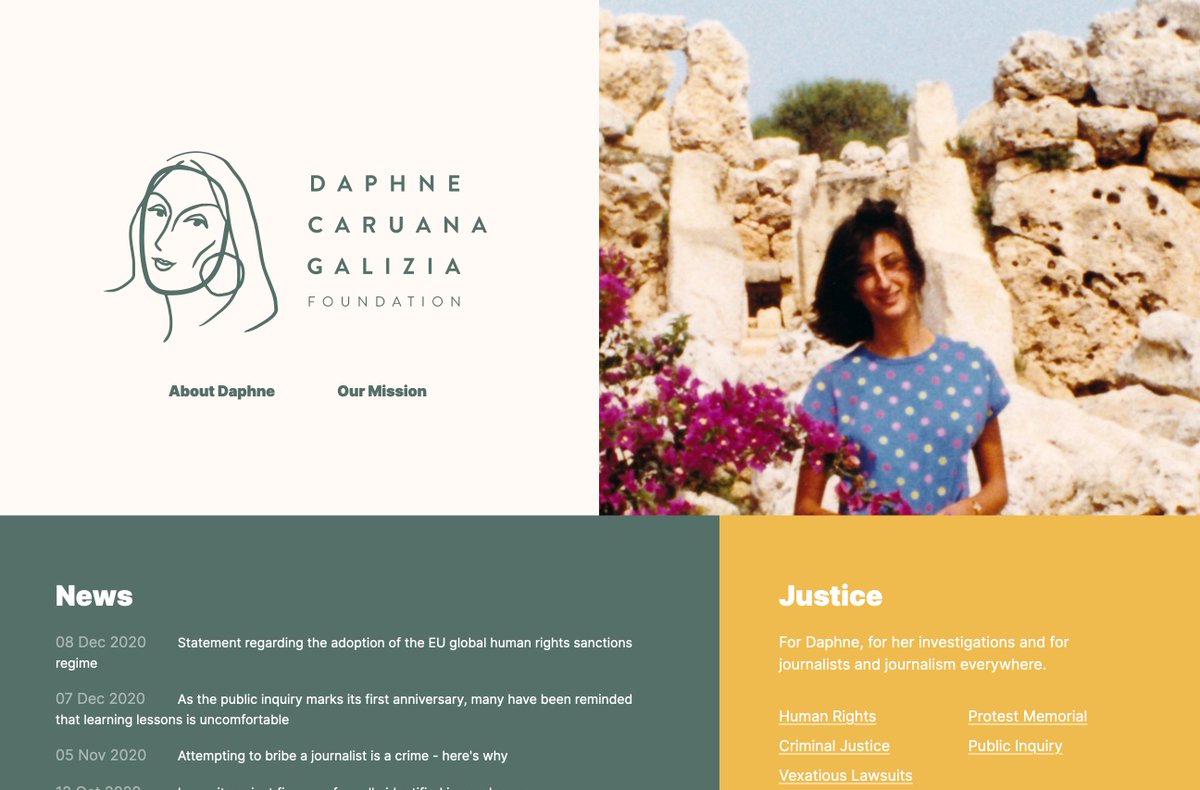 DAPHNE
CARUANA
GALIZIA
FOUNDATION
About Daphne
Our Mission
News
08 Dec 2020 Statement regarding the adoption of the EU global human rights sanctions
regime
07 Dec 2020 As the public inquiry marks its first anniversary, many have been reminded
that learning lessons is uncomfortable
05 Nov 2020 Attempting to bribe a journalist is a crime - here's why
Justice
For Daphne, for her investigations and for
journalists and journalism everywhere.
Human Rights
Protest Memorial
Criminal Justice
Public Inquiry
Vexatious Lawsuits